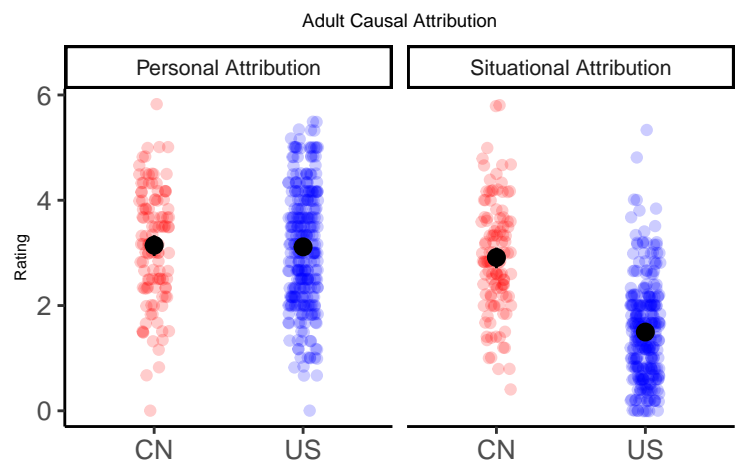 Adult Causal Attribution
Personal Attribution
Situational Attribution
Rating
6
4
2
0
CN
US
CN
US